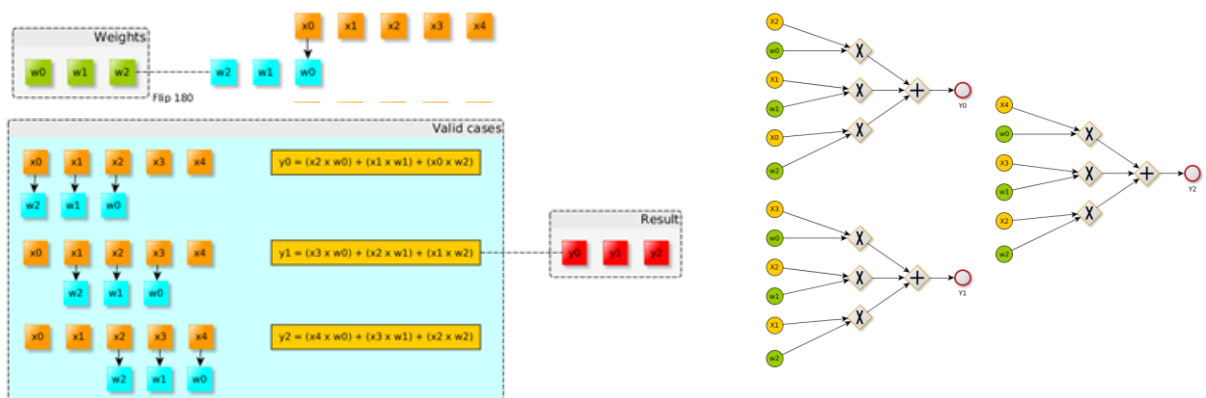 x0 x1 x2 x3 x4
Weights
w0 w1 w2
w2 w1 w0
Flip 180
Valid cases
x0 x1 x2 x3 x4
y0 = (x2 x w0) + (x1 x w1) + (x0 x w2)
w2 w1 w0
x0 x1 x2 x3 x4
y1 = (x3 x w0) + (x2 x w1) + (x1 x w2)
w2 w1 w0
x0 x1 x2 x3 x4
y2 = (x4 x w0) + (x3 x w1) + (x2 x w2)
w2 w1 w0
Result
y0 y1 y2
X2
w0
X1
w1
X0
w2
X
X
X
+
Y0
X3
w0
X2
w1
X1
w2
X
X
X
+
Y1
X4
w0
X3
w1
X2
w2
X
X
X
+
Y2